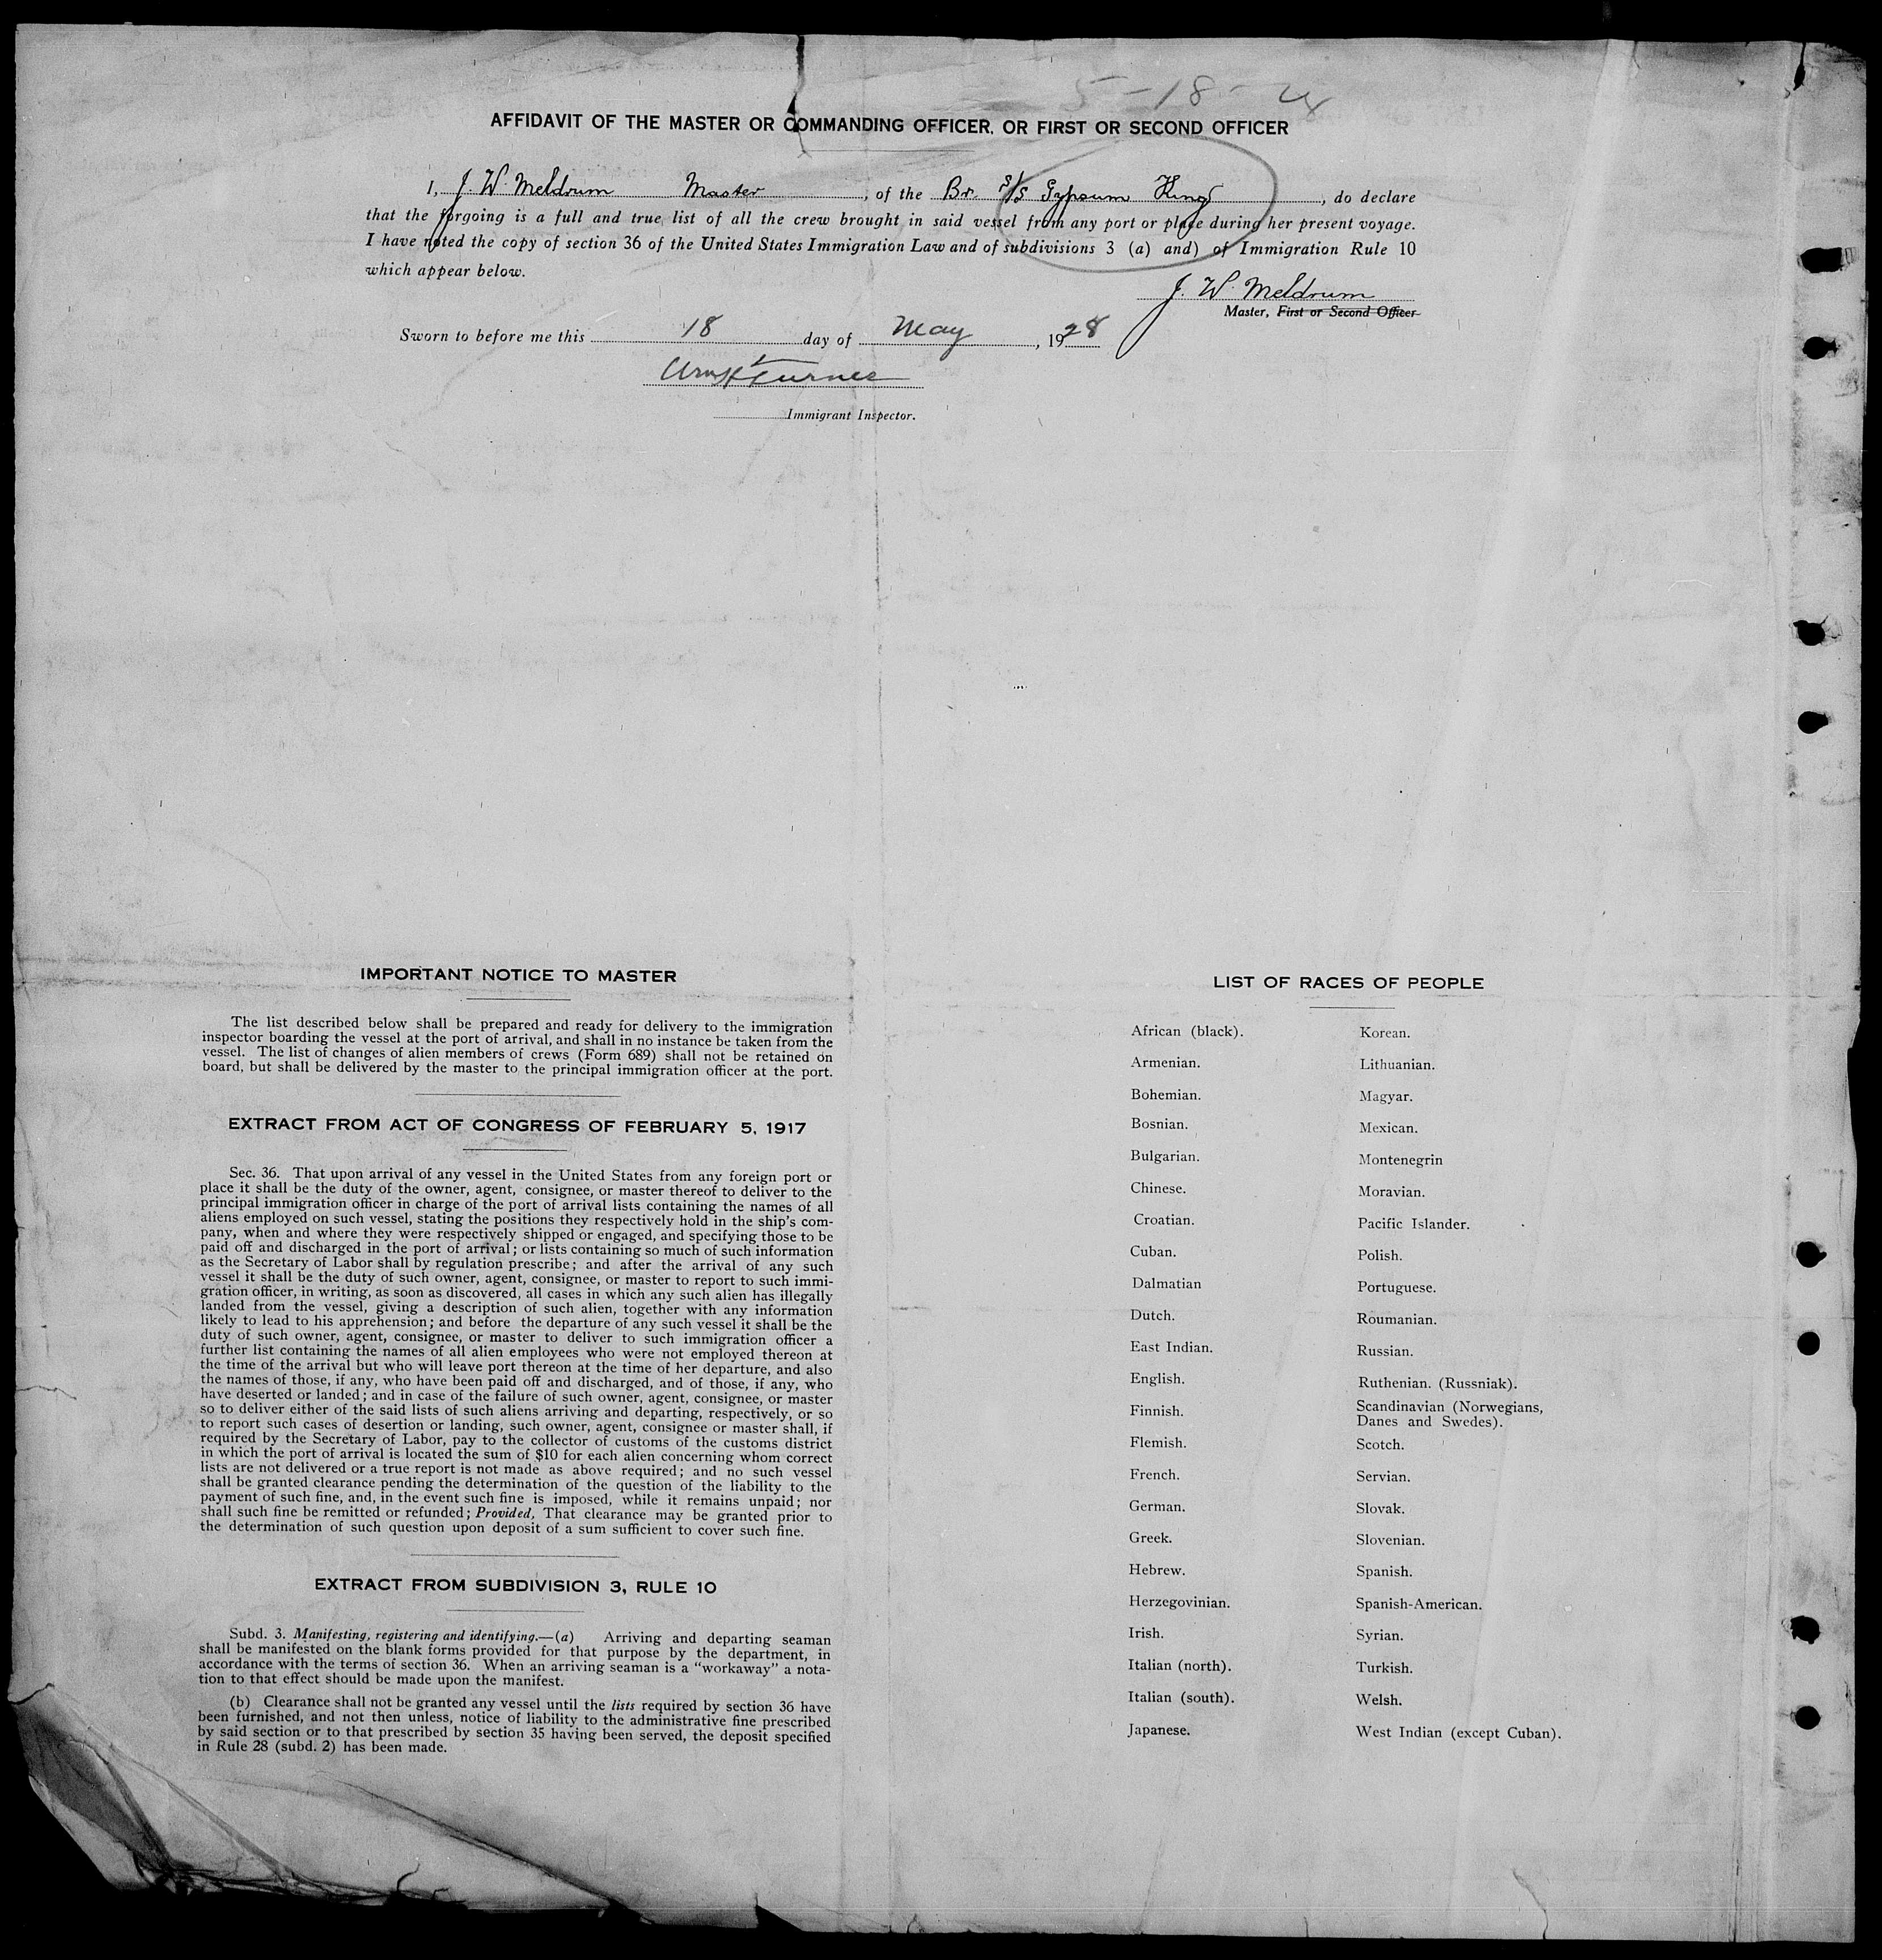 5-18-28
AFFIDAVIT OF THE MASTER OR COMMANDING OFFICER, OR FIRST OR SECOND OFFICER
I, J. W. Meldrum Master, of the Br. S/S Gypsum King, do declare
that the forgoing is a full and true list of all the crew brought in said vessel from any port or place during her present voyage.
I have noted the copy of section 36 of the United States Immigration Law and of subdivisions 3 (a) and) of Immigration Rule 10
which appear below.
J. W. Meldrum
Master, First or Second Officer
Sworn to before me this 18 day of May, 1928
Immigrant Inspector.
IMPORTANT NOTICE TO MASTER
The list described below shall be prepared and ready for delivery to the immigration
inspector boarding the vessel at the port of arrival, and shall in no instance be taken from the
vessel. The list of changes of alien members of crews (Form 689) shall not be retained on
board, but shall be delivered by the master to the principal immigration officer at the port.
EXTRACT FROM ACT OF CONGRESS OF FEBRUARY 5, 1917
Sec. 36. That upon arrival of any vessel in the United States from any foreign port or
place it shall be the duty of the owner, agent, consignee, or master thereof to deliver to the
principal immigration officer in charge of the port of arrival lists containing the names of all
aliens employed on such vessel, stating the positions they respectively hold in the ship's com-
pany, when and where they were respectively shipped or engaged, and specifying those to be
paid off and discharged in the port of arrival; or lists containing so much of such information
as the Secretary of Labor shall by regulation prescribe; and after the arrival of any such
vessel it shall be the duty of such owner, agent, consignee, or master to report to such immi-
gration officer, in writing, as soon as discovered, all cases in which any such alien has illegally
landed from the vessel, giving a description of such alien, together with any information
likely to lead to his apprehension; and before the departure of any such vessel it shall be the
duty of such owner, agent, consignee, or master to deliver to such immigration officer a
further list containing the names of all alien employees who were not employed thereon at
the time of the arrival but who will leave port thereon at the time of her departure, and also
the names of those, if any, who have been paid off and discharged, and of those, if any, who
have deserted or landed; and in case of the failure of such owner, agent, consignee, or master
so to deliver either of the said lists of such aliens arriving and departing, respectively, or so
to report such cases of desertion or landing, such owner, agent, consignee or master shall, if
required by the Secretary of Labor, pay to the collector of customs of the customs district
in which the port of arrival is located the sum of $10 for each alien concerning whom correct
lists are not delivered or a true report is not made as above required; and no such vessel
shall be granted clearance pending the determination of the question of the liability to the
payment of such fine, and, in the event such fine is imposed, while it remains unpaid; nor
shall such fine be remitted or refunded; Provided, That clearance may be granted prior to
the determination of such question upon deposit of a sum sufficient to cover such fine.
EXTRACT FROM SUBDIVISION 3, RULE 10
Subd. 3. Manifesting, registering and identifying.—(a) Arriving and departing seaman
shall be manifested on the blank forms provided for that purpose by the department, in
accordance with the terms of section 36. When an arriving seaman is a "workaway" a nota-
tion to that effect should be made upon the manifest.
(b) Clearance shall not be granted any vessel until the lists required by section 36 have
been furnished, and not then unless, notice of liability to the administrative fine prescribed
by said section or to that prescribed by section 35 having been served, the deposit specified
in Rule 28 (subd. 2) has been made.
LIST OF RACES OF PEOPLE
African (black).
Armenian.
Bohemian.
Bosnian.
Bulgarian.
Chinese.
Croatian.
Cuban.
Dalmatian
Dutch.
East Indian.
English.
Finnish.
Flemish.
French.
German.
Greek.
Hebrew.
Herzegovinian.
Irish.
Italian (north).
Italian (south).
Japanese.
Korean.
Lithuanian.
Magyar.
Mexican.
Montenegrin
Moravian.
Pacific Islander.
Polish.
Portuguese.
Roumanian.
Russian.
Ruthenian. (Russniak).
Scandinavian (Norwegians,
Danes and Swedes).
Scotch.
Servian.
Slovak.
Slovenian.
Spanish.
Spanish-American.
Syrian.
Turkish.
Welsh.
West Indian (except Cuban).